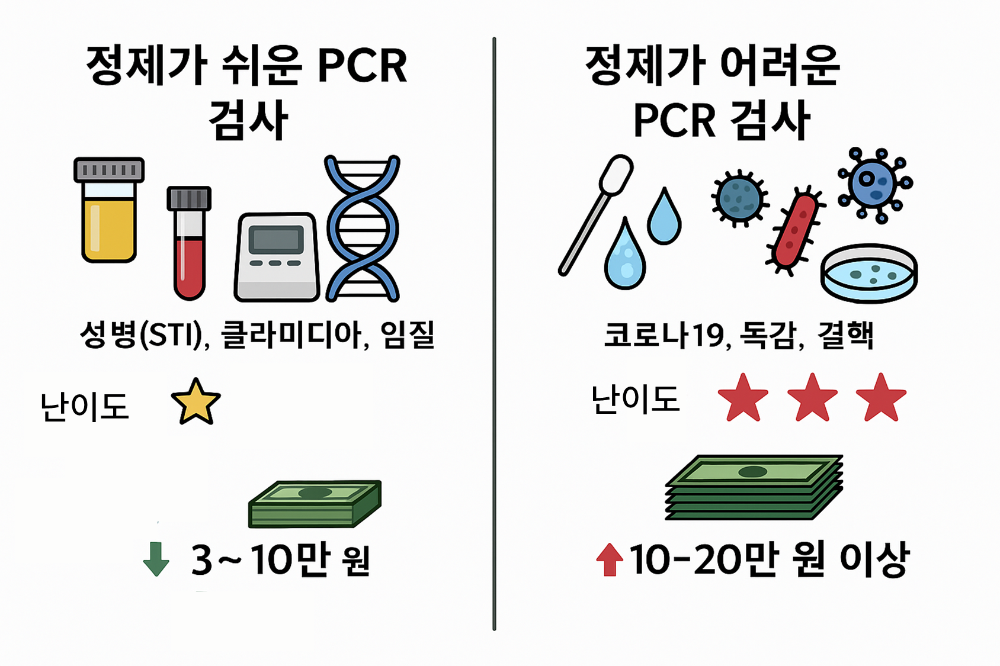 정제가 쉬운 PCR
검사
성병(STI), 클라미디아, 임질
난이도
3~10만 원
정제가 어려운
PCR 검사
코로나19, 독감, 결핵
난이도
10-20만 원 이상